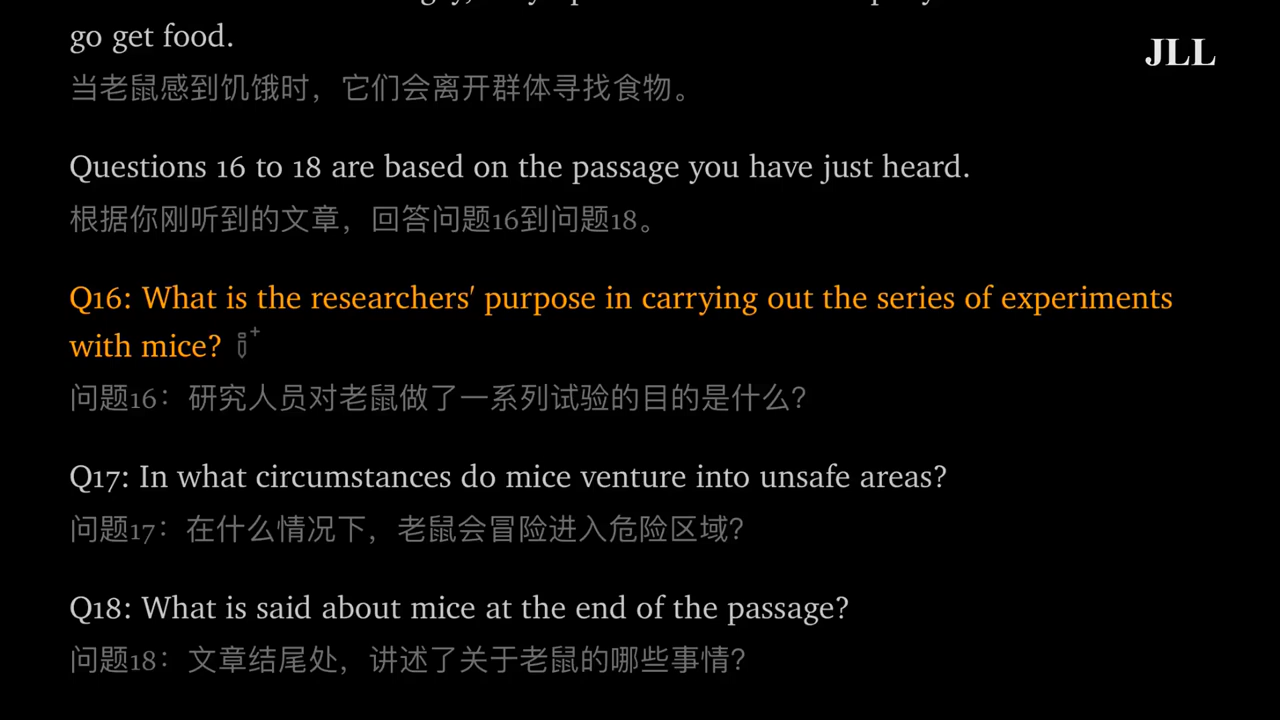 go get food.
JLL
当老鼠感到饥饿时，它们会离开群体寻找食物。
Questions 16 to 18 are based on the passage you have just heard.
根据你刚听到的文章，回答问题16到问题18。
Q16: What is the researchers' purpose in carrying out the series of experiments
with mice?
问题16：研究人员对老鼠做了一系列试验的目的是什么?
Q17: In what circumstances do mice venture into unsafe areas?
问题17：在什么情况下，老鼠会冒险进入危险区域?
Q18: What is said about mice at the end of the passage?
问题18：文章结尾处，讲述了关于老鼠的哪些事情?